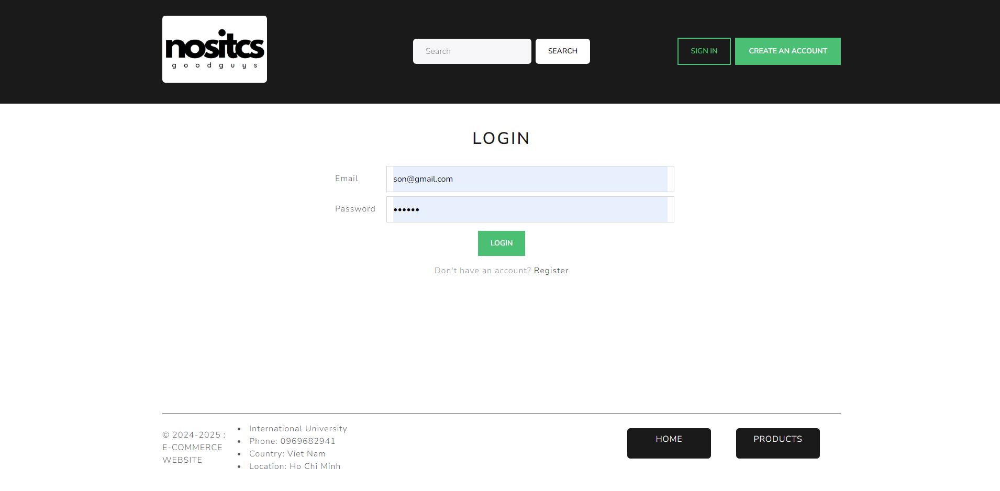 nositcs
goodguys
Search
SEARCH
SIGN IN
CREATE AN ACCOUNT
LOGIN
Email
son@gmail.com
Password
••••••
LOGIN
Don't have an account? Register
© 2024-2025 :
E-COMMERCE
WEBSITE
• International University
• Phone: 0969682941
• Country: Viet Nam
• Location: Ho Chi Minh
HOME
PRODUCTS